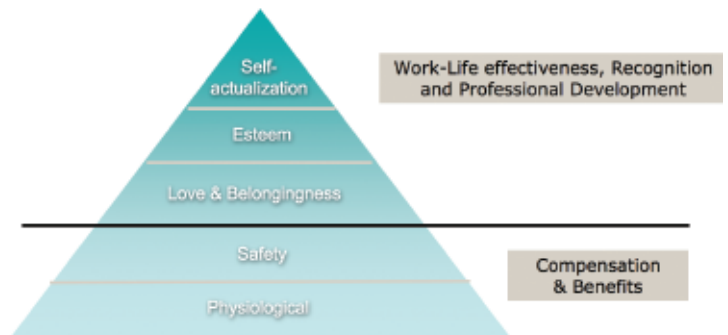 Self-
actualization
Work-Life effectiveness, Recognition
and Professional Development
Esteem
Love & Belongingness
Safety
Compensation
& Benefits
Physiological